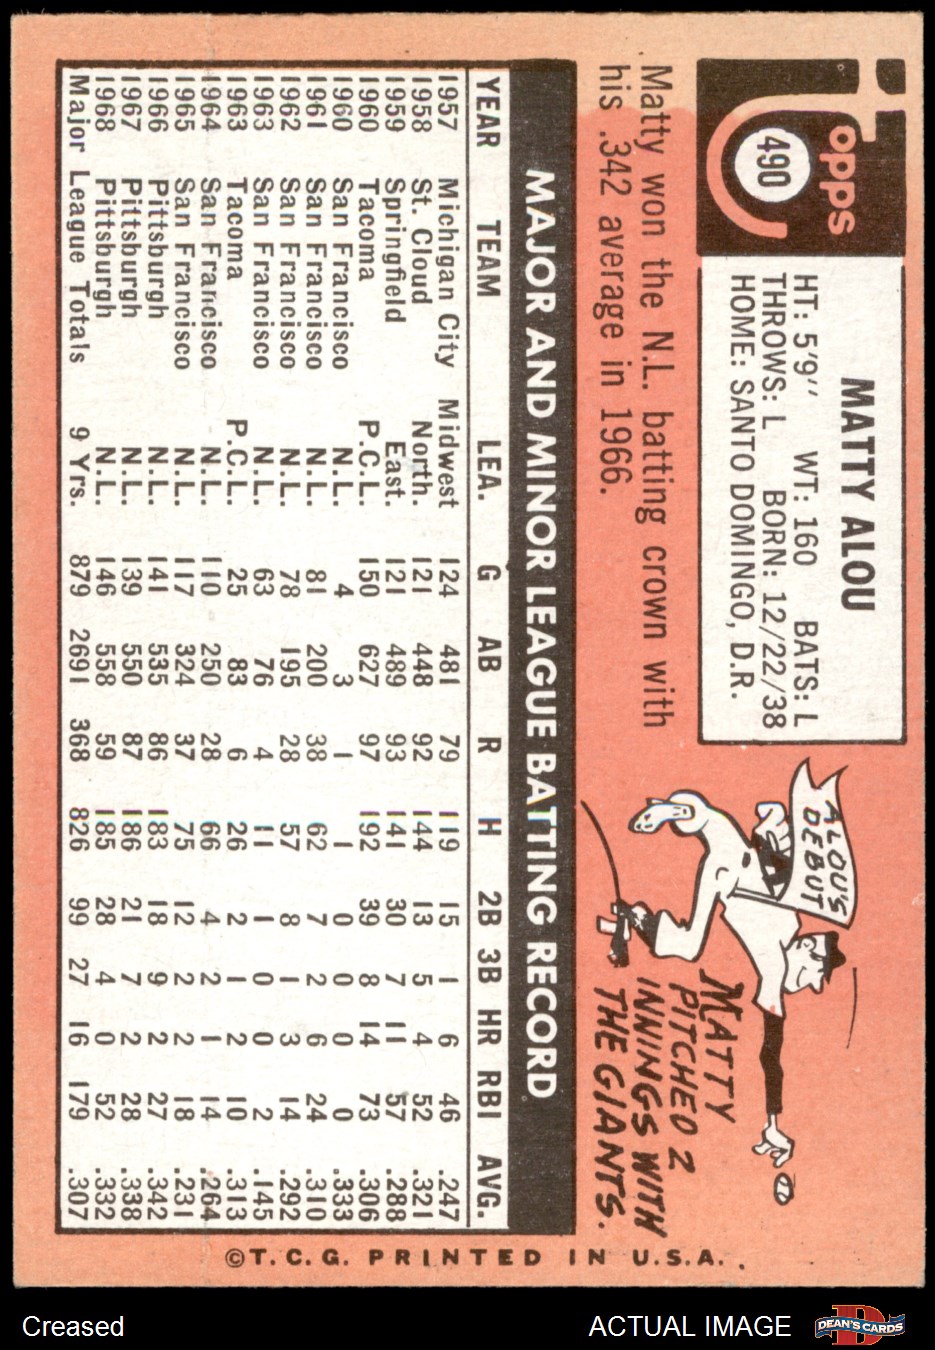 Topps
490
MATTY ALOU
HT: 5'9'' WT: 160 BATS: L
THROWS: L BORN: 12/22/38
HOME: SANTO DOMINGO, D.R.
Matty won the N.L. batting crown with
his .342 average in 1966.
ALOU'S
DEBUT
MATTY
PITCHED 2
INNINGS WITH
THE GIANTS.
MAJOR AND MINOR LEAGUE BATTING RECORD
YEAR TEAM LEA. G AB R H 2B 3B HR RBI AVG.
1957 Michigan City Midwest 124 481 79 119 15 1 6 46 .247
1958 St. Cloud North. 121 448 92 144 13 5 4 52 .321
1959 Springfield East. 121 489 93 141 30 7 11 57 .288
1960 Tacoma P.C.L. 150 627 97 192 39 8 14 73 .306
1960 San Francisco N.L. 4 3 1 1 0 0 0 0 .333
1961 San Francisco N.L. 81 200 38 62 7 2 6 24 .310
1962 San Francisco N.L. 78 195 28 57 8 1 3 14 .292
1963 San Francisco N.L. 63 76 4 11 1 0 0 2 .145
1963 Tacoma P.C.L. 25 83 6 26 2 1 2 10 .313
1964 San Francisco N.L. 110 250 28 66 4 2 1 14 .264
1965 San Francisco N.L. 117 324 37 75 12 2 2 18 .231
1966 Pittsburgh N.L. 141 535 86 183 18 9 2 27 .342
1967 Pittsburgh N.L. 139 550 87 186 21 7 2 28 .338
1968 Pittsburgh N.L. 146 558 59 185 28 4 0 52 .332
Major League Totals 9 Yrs. 879 2691 368 826 99 27 16 179 .307
©T.C.G. PRINTED IN U.S.A.
Creased
ACTUAL IMAGE
D
DEAN'S CARDS